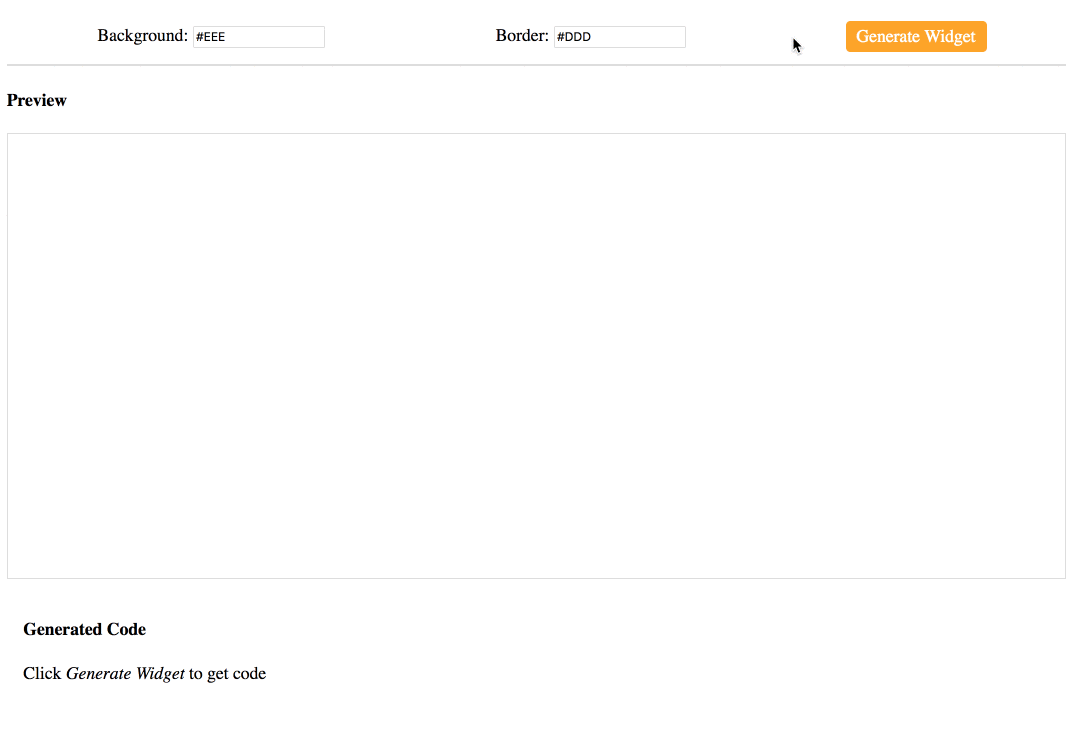 Background: #EEE Border: #DDD Generate Widget
Preview
Generated Code
Click Generate Widget to get code